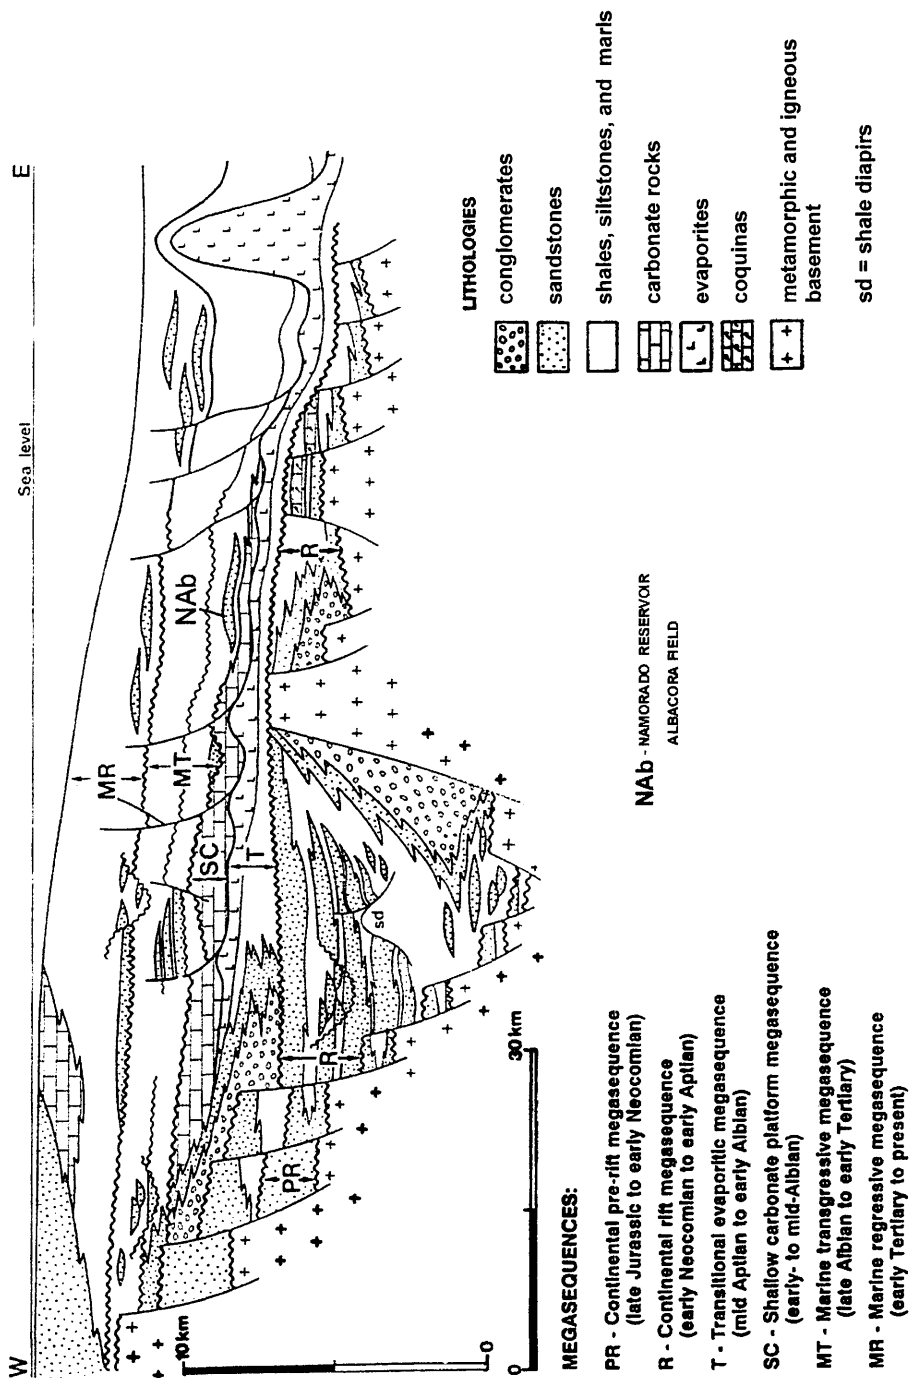 W
Sea level
E
MR
MT
SC
T
PR
R
R
NAb
sd
10km
0
0
30km
LITHOLOGIES
conglomerates
sandstones
shales, siltstones, and marls
carbonate rocks
evaporites
coquinas
metamorphic and igneous
basement
sd = shale diapirs
NAb - NAMORADO RESERVOIR
ALBACORA FIELD
MEGASEQUENCES:
PR - Continental pre-rift megasequence
(late Jurassic to early Neocomian)
R - Continental rift megasequence
(early Neocomian to early Aptian)
T - Transitional evaporitic megasequence
(mid Aptian to early Albian)
SC - Shallow carbonate platform megasequence
(early- to mid-Albian)
MT - Marine transgressive megasequence
(late Albian to early Tertiary)
MR - Marine regressive megasequence
(early Tertiary to present)